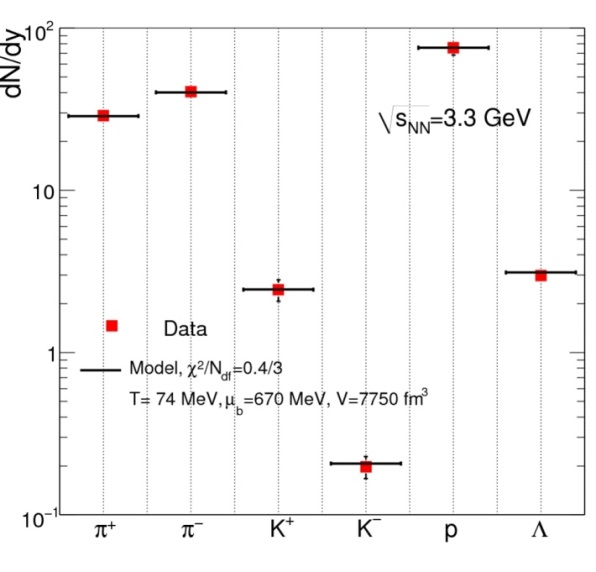 10²
dN/dy
√sNN=3.3 GeV
10
Data
1
Model, χ²/Ndf=0.4/3
T= 74 MeV, μb=670 MeV, V=7750 fm³
10⁻¹
π⁺ π⁻ K⁺ K⁻ p Λ